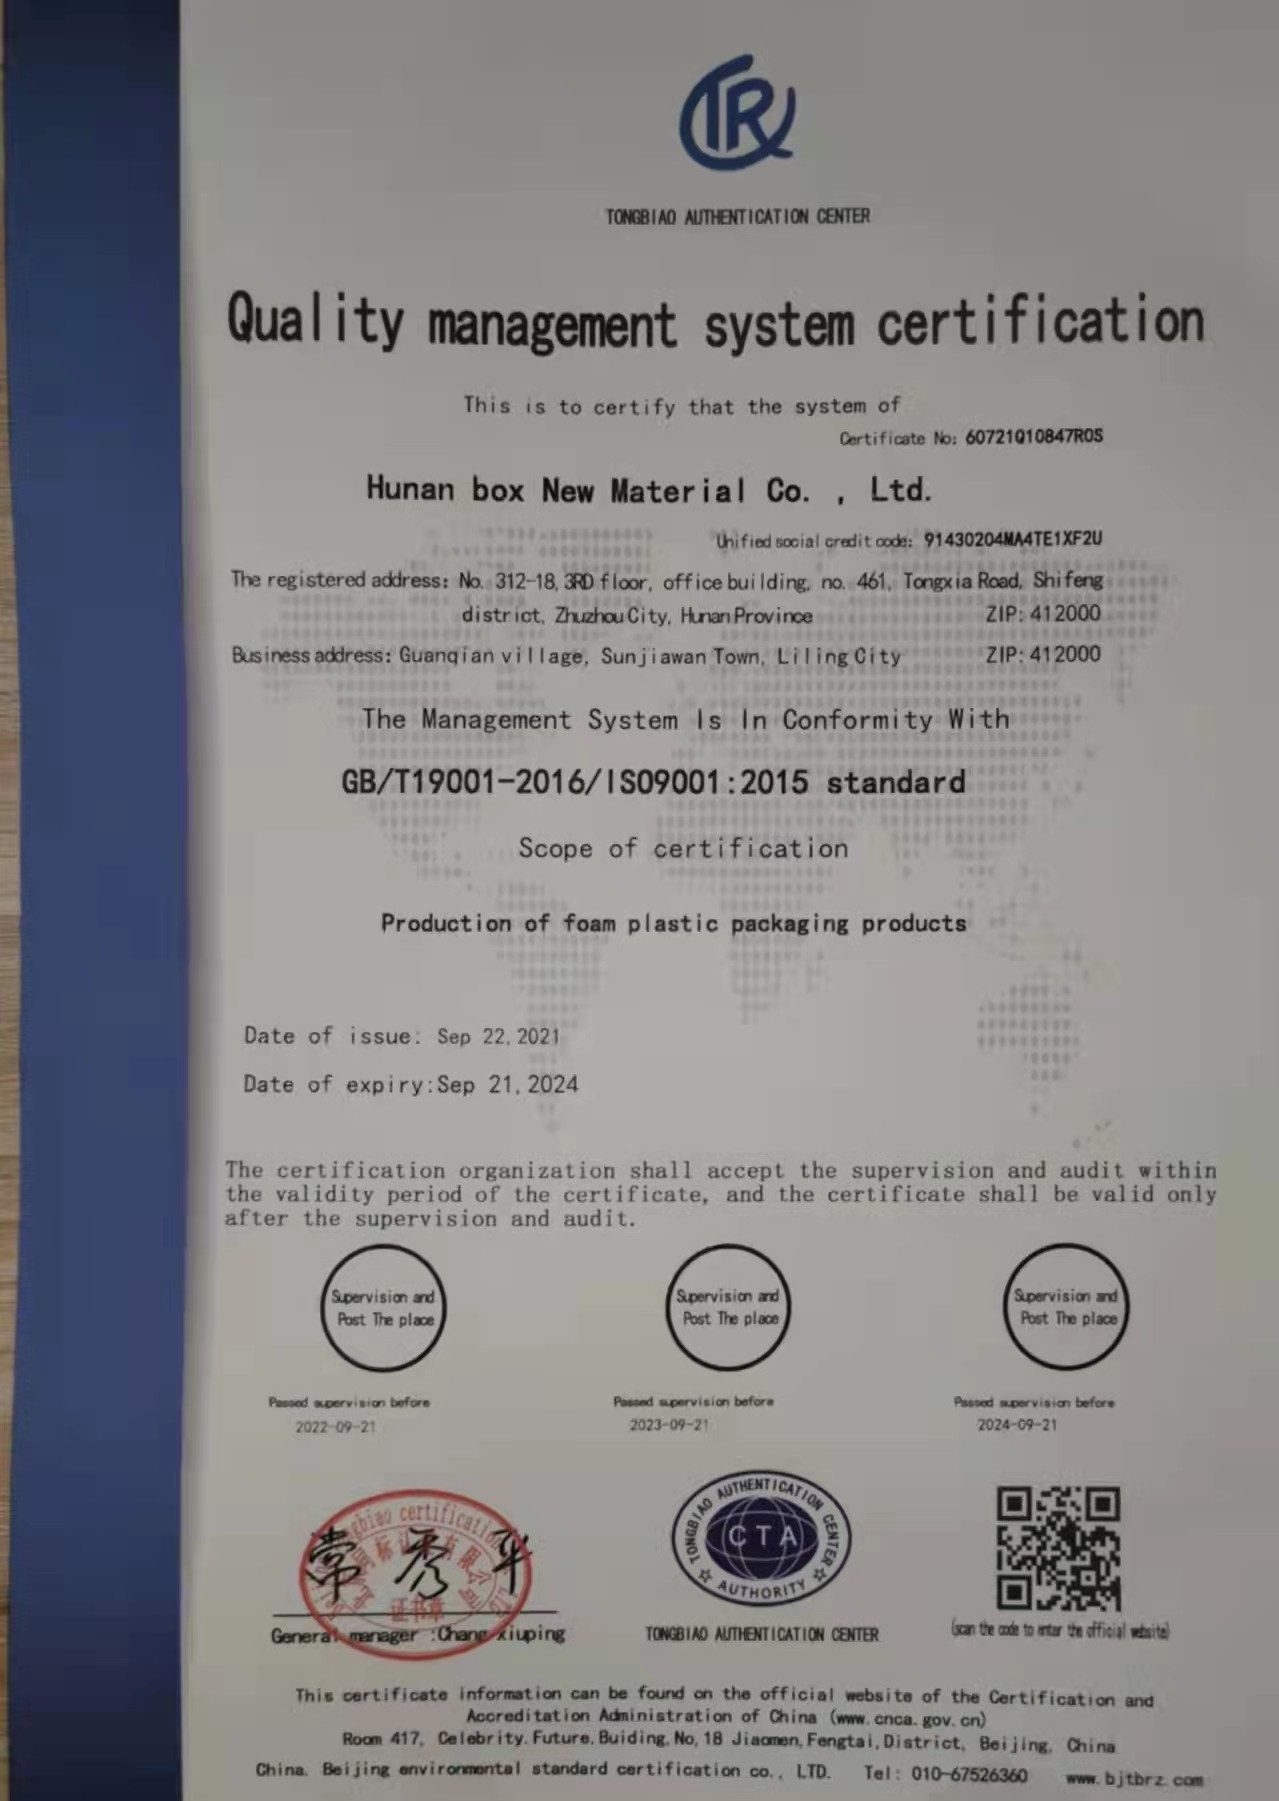 TR
TONGBIAO AUTHENTICATION CENTER
Quality management system certification
This is to certify that the system of
Certificate No: 60721Q10847R0S
Hunan box New Material Co. , Ltd.
Unified social credit code: 91430204MA4TE1XF2U
The registered address: No. 312-18, 3RD floor, office building, no. 461, Tongxia Road, Shifeng
district, Zhuzhou City, Hunan Province ZIP: 412000
Business address: Guanqian village, Sunjiawan Town, Liling City ZIP: 412000
The Management System Is In Conformity With
GB/T19001-2016/ISO9001:2015 standard
Scope of certification
Production of foam plastic packaging products
Date of issue: Sep 22, 2021
Date of expiry:Sep 21, 2024
The certification organization shall accept the supervision and audit within
the validity period of the certificate, and the certificate shall be valid only
after the supervision and audit.
Supervision and Supervision and Supervision and
Post The place Post The place Post The place
Passed supervision before Passed supervision before Passed supervision before
2022-09-21 2023-09-21 2024-09-21
TONGBIAO AUTHENTICATION CENTER
CTA
AUTHORITY
常秀平
证书章
General manager :Chang xiuping
TONGBIAO AUTHENTICATION CENTER
(scan the code to enter the official website)
This certificate information can be found on the official website of the Certification and
Accreditation Administration of China (www.cnca.gov.cn)
Room 417, Celebrity. Future. Buiding, No, 18 Jiaomen, Fengtai, District, Beijing, China
China. Beijing environmental standard certification co., LTD. Tel: 010-67526360 www.bjtbrz.com